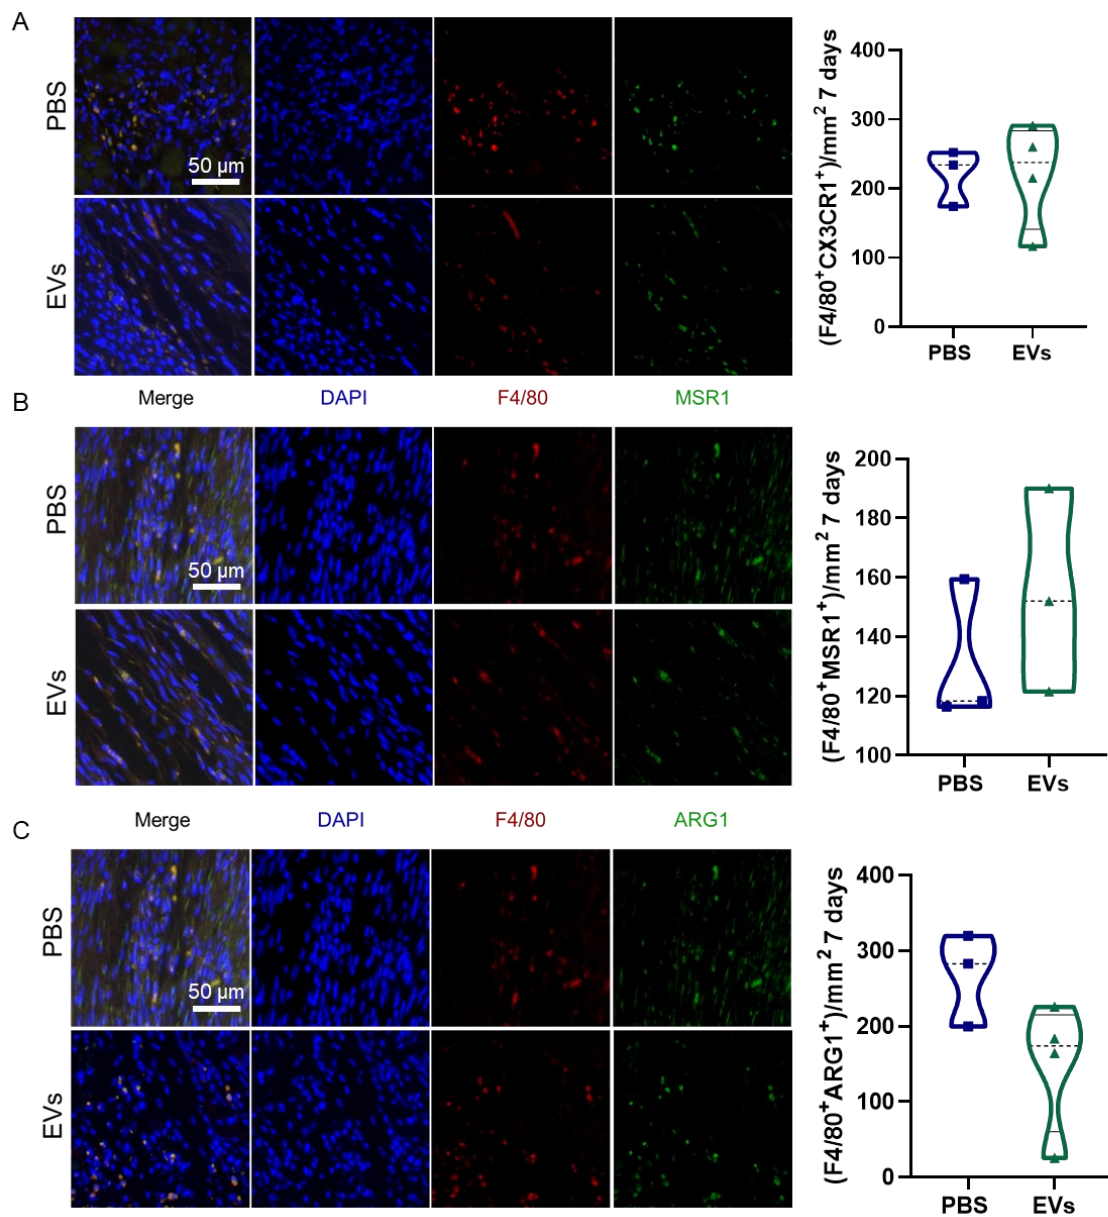 A
PBS
50 µm
EVs
(F4/80+CX3CR1+)/mm2 7 days
400
300
200
100
0
PBS
EVs
Merge
DAPI
F4/80
MSR1
B
PBS
50 µm
EVs
(F4/80+MSR1+)/mm2 7 days
200
180
160
140
120
100
PBS
EVs
Merge
DAPI
F4/80
ARG1
C
PBS
50 µm
EVs
(F4/80+ARG1+)/mm2 7 days
400
300
200
100
0
PBS
EVs